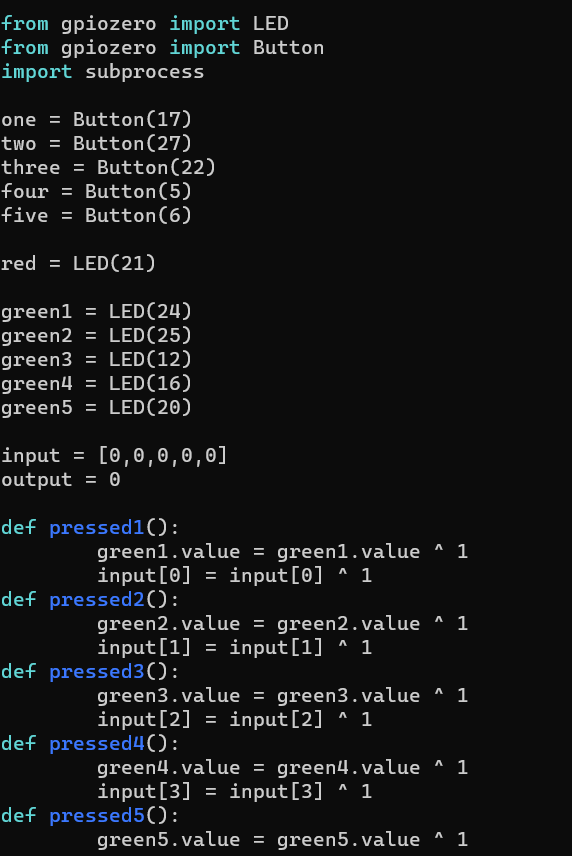 from gpiozero import LED
from gpiozero import Button
import subprocess

one = Button(17)
two = Button(27)
three = Button(22)
four = Button(5)
five = Button(6)

red = LED(21)

green1 = LED(24)
green2 = LED(25)
green3 = LED(12)
green4 = LED(16)
green5 = LED(20)

input = [0,0,0,0,0]
output = 0

def pressed1():
        green1.value = green1.value ^ 1
        input[0] = input[0] ^ 1
def pressed2():
        green2.value = green2.value ^ 1
        input[1] = input[1] ^ 1
def pressed3():
        green3.value = green3.value ^ 1
        input[2] = input[2] ^ 1
def pressed4():
        green4.value = green4.value ^ 1
        input[3] = input[3] ^ 1
def pressed5():
        green5.value = green5.value ^ 1